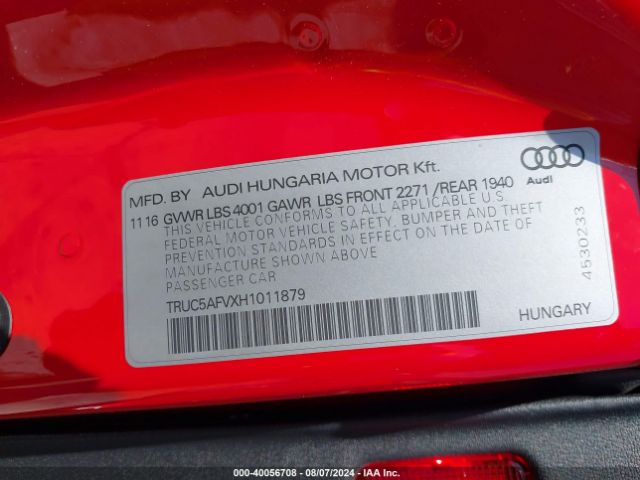 MFD. BY AUDI HUNGARIA MOTOR Kft.
11 16 GVWR LBS 4001 GAWR LBS FRONT 2271 /REAR 1940
THIS VEHICLE CONFORMS TO ALL APPLICABLE U.S.
FEDERAL MOTOR VEHICLE SAFETY, BUMPER AND THEFT
PREVENTION STANDARDS IN EFFECT ON THE DATE OF
MANUFACTURE SHOWN ABOVE
PASSENGER CAR
TRUC5AFVXH1011879
Audi
4530233
HUNGARY
000-40056708 - 08/07/2024 - IAA Inc.